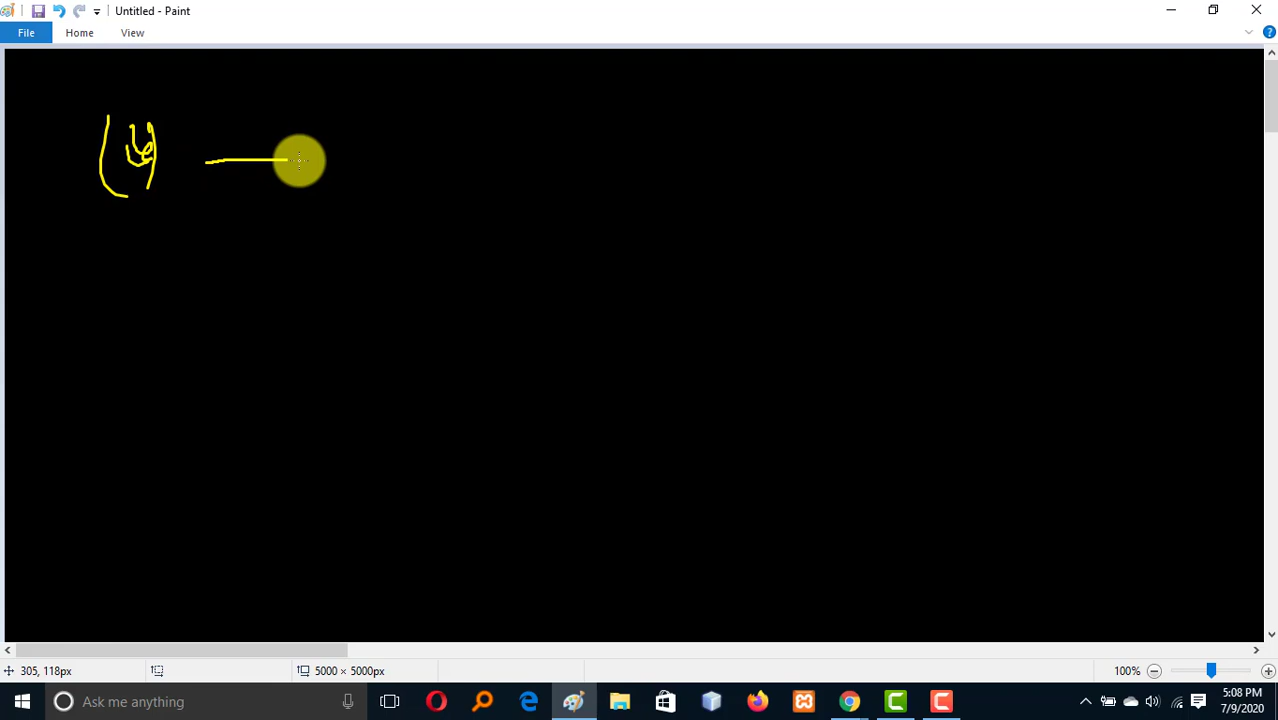 Untitled - Paint
File Home View
305, 118px 5000 × 5000px 100%
Ask me anything 5:08 PM
7/9/2020